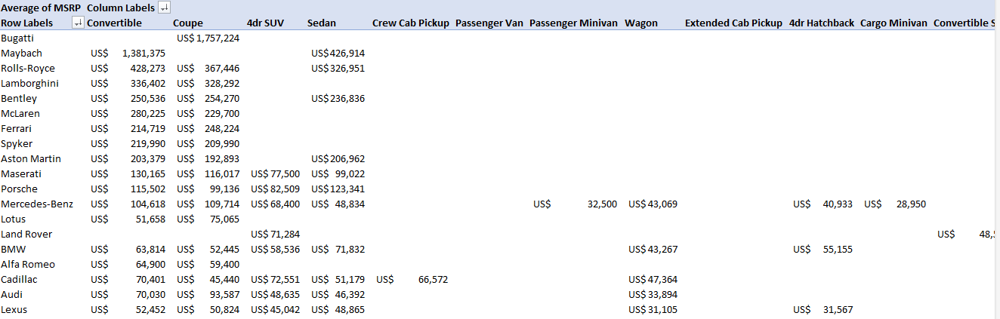 Average of MSRP Column Labels
Row Labels Convertible Coupe 4dr SUV Sedan Crew Cab Pickup Passenger Van Passenger Minivan Wagon Extended Cab Pickup 4dr Hatchback Cargo Minivan Convertible S
Bugatti US$ 1,757,224
Maybach US$ 1,381,375 US$ 426,914
Rolls-Royce US$ 428,273 US$ 367,446 US$ 326,951
Lamborghini US$ 336,402 US$ 328,292
Bentley US$ 250,536 US$ 254,270 US$ 236,836
McLaren US$ 280,225 US$ 229,700
Ferrari US$ 214,719 US$ 248,224
Spyker US$ 219,990 US$ 209,990
Aston Martin US$ 203,379 US$ 192,893 US$ 206,962
Maserati US$ 130,165 US$ 116,017 US$ 77,500 US$ 99,022
Porsche US$ 115,502 US$ 99,136 US$ 82,509 US$ 123,341
Mercedes-Benz US$ 104,618 US$ 109,714 US$ 68,400 US$ 48,834 US$ 32,500 US$ 43,069 US$ 40,933 US$ 28,950
Lotus US$ 51,658 US$ 75,065
Land Rover US$ 71,284 US$ 48,
BMW US$ 63,814 US$ 52,445 US$ 58,536 US$ 71,832 US$ 43,267 US$ 55,155
Alfa Romeo US$ 64,900 US$ 59,400
Cadillac US$ 70,401 US$ 45,440 US$ 72,551 US$ 51,179 US$ 66,572 US$ 47,364
Audi US$ 70,030 US$ 93,587 US$ 48,635 US$ 46,392 US$ 33,894
Lexus US$ 52,452 US$ 50,824 US$ 45,042 US$ 48,865 US$ 31,105 US$ 31,567